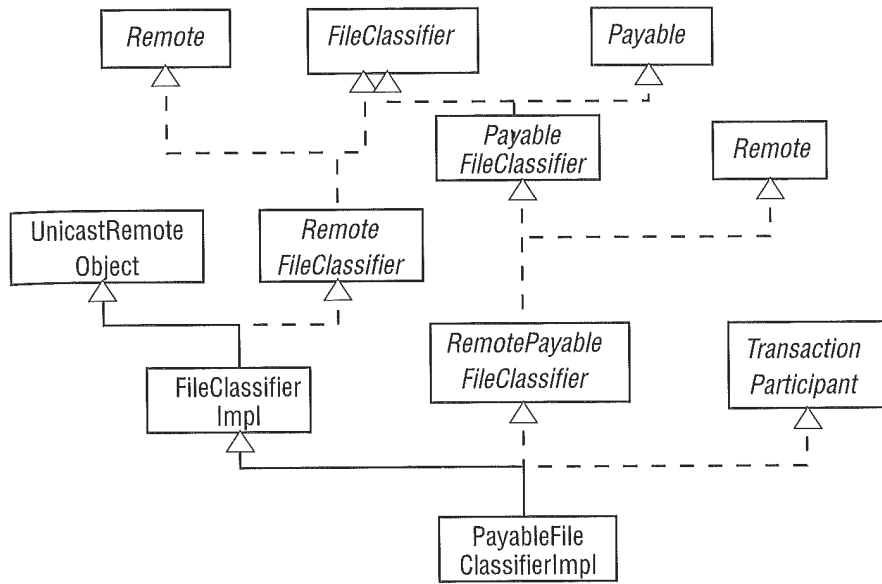 Remote
FileClassifier
Payable
Payable
FileClassifier
Remote
UnicastRemote
Object
Remote
FileClassifier
RemotePayable
FileClassifier
Transaction
Participant
FileClassifier
Impl
PayableFile
ClassifierImpl